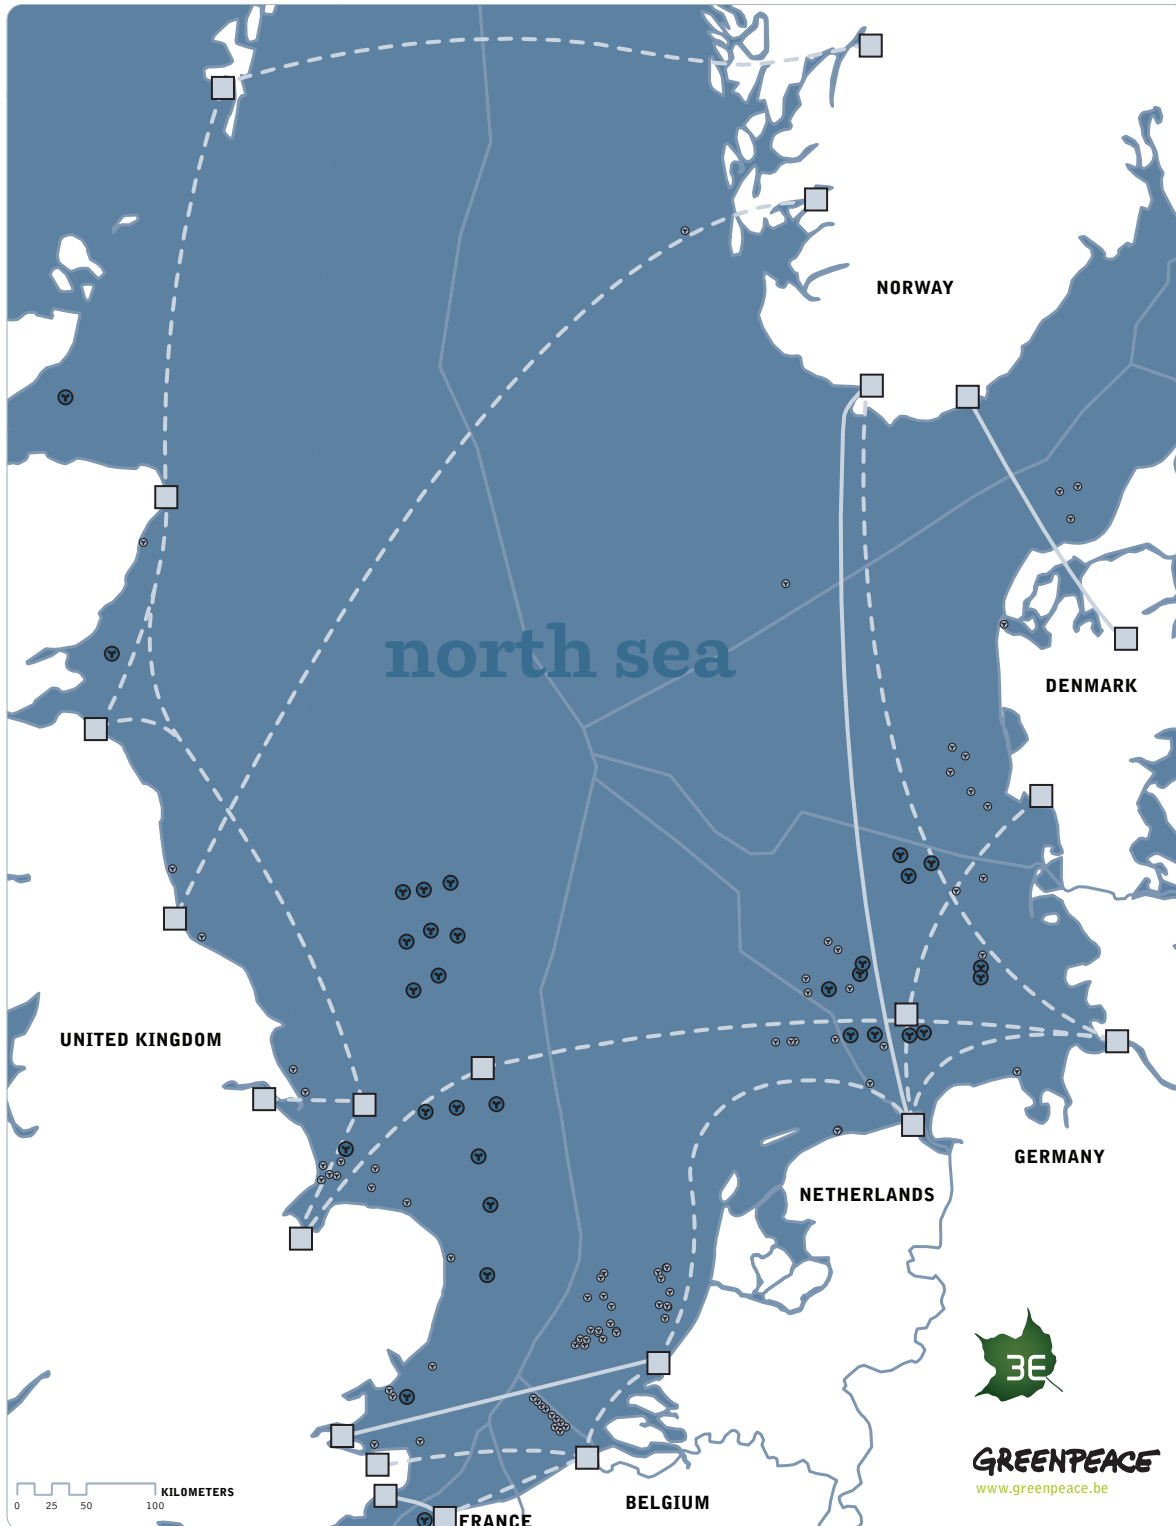 NORWAY
north sea
DENMARK
UNITED KINGDOM
GERMANY
NETHERLANDS
3E
GREENPEACE
www.greenpeace.be
KILOMETERS
0 25 50 100
BELGIUM
FRANCE